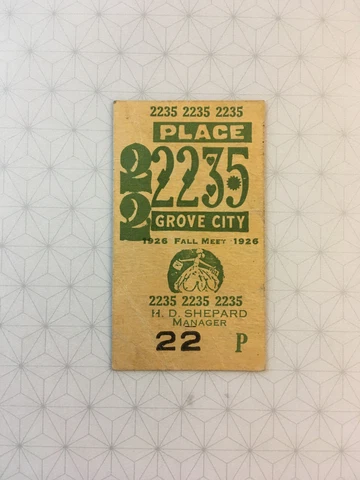 2235 2235 2235
PLACE
2 2235
2 GROVE CITY
1926 FALL MEET 1926
2235 2235 2235
H. D. SHEPARD
MANAGER
22 P